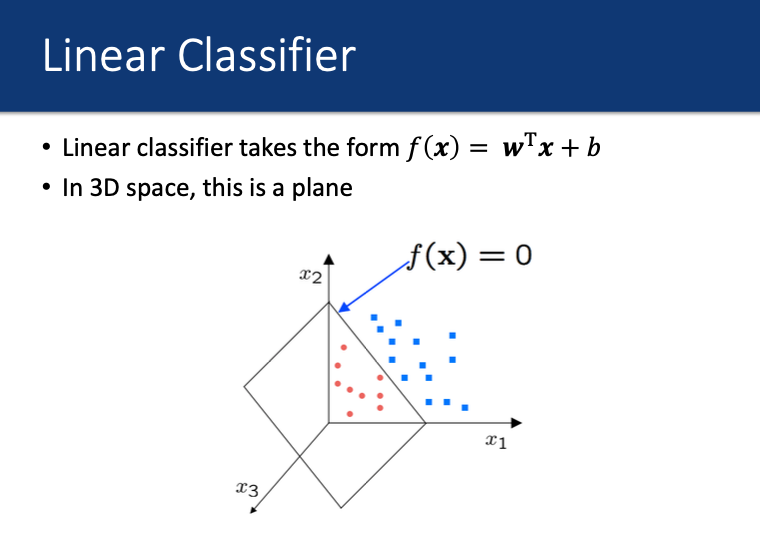 Linear Classifier
• Linear classifier takes the form f(x) = wᵀx + b
• In 3D space, this is a plane
f(x) = 0
x₂
x₁
x₃